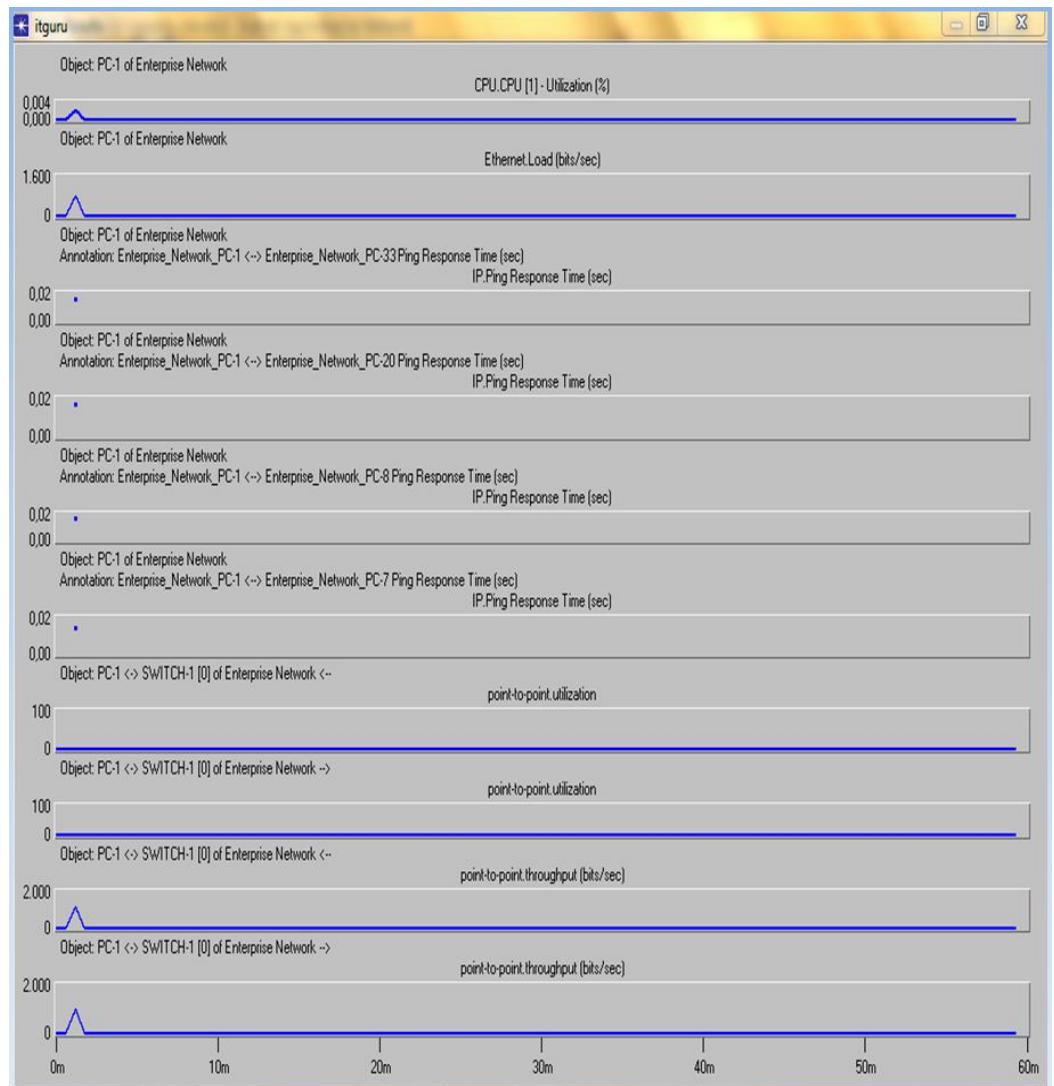 itguru
Object: PC-1 of Enterprise Network
CPU.CPU [1] - Utilization (%)
0,004
0,000
Object: PC-1 of Enterprise Network
Ethernet.Load (bits/sec)
1.600
0
Object: PC-1 of Enterprise Network
Annotation: Enterprise_Network_PC-1 <--> Enterprise_Network_PC-33 Ping Response Time (sec)
IP.Ping Response Time (sec)
0,02
0,00
Object: PC-1 of Enterprise Network
Annotation: Enterprise_Network_PC-1 <--> Enterprise_Network_PC-20 Ping Response Time (sec)
IP.Ping Response Time (sec)
0,02
0,00
Object: PC-1 of Enterprise Network
Annotation: Enterprise_Network_PC-1 <--> Enterprise_Network_PC-8 Ping Response Time (sec)
IP.Ping Response Time (sec)
0,02
0,00
Object: PC-1 of Enterprise Network
Annotation: Enterprise_Network_PC-1 <--> Enterprise_Network_PC-7 Ping Response Time (sec)
IP.Ping Response Time (sec)
0,02
0,00
Object: PC-1 <-> SWITCH-1 [0] of Enterprise Network <--
point-to-point.utilization
100
0
Object: PC-1 <-> SWITCH-1 [0] of Enterprise Network -->
point-to-point.utilization
100
0
Object: PC-1 <-> SWITCH-1 [0] of Enterprise Network <--
point-to-point.throughput (bits/sec)
2.000
0
Object: PC-1 <-> SWITCH-1 [0] of Enterprise Network -->
point-to-point.throughput (bits/sec)
2.000
0
0m 10m 20m 30m 40m 50m 60m